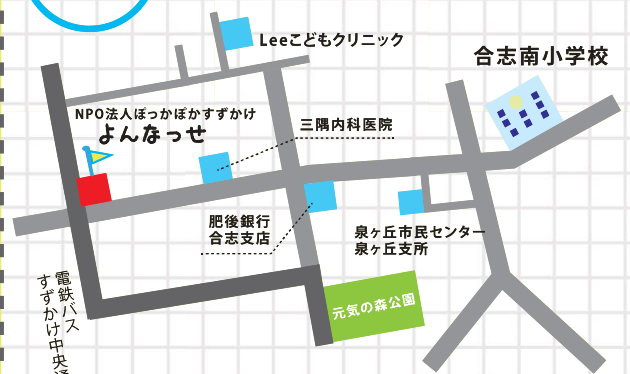 Leeこどもクリニック
合志南小学校
NPO法人ぽっかぽかすずかけ
よんなっせ
三隅内科医院
肥後銀行
合志支店
泉ヶ丘市民センター
泉ヶ丘支所
元気の森公園
電鉄バス
すずかけ中央通